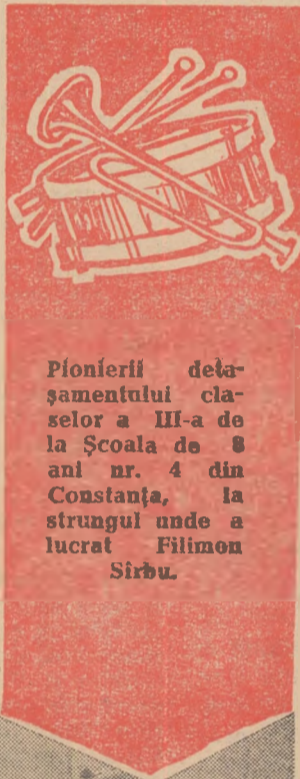 Pionierii deta-
șamentului cla-
selor a III-a de
la Școala de 8
ani nr. 4 din
Constanța, la
strungul unde a
lucrat Filimon
Sîrbu.